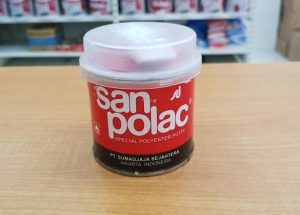 san
polac
SPECIAL POLYESTER PUTTY
PT. SUMADJAJA SEJAHTERA
JAKARTA. INDONESIA